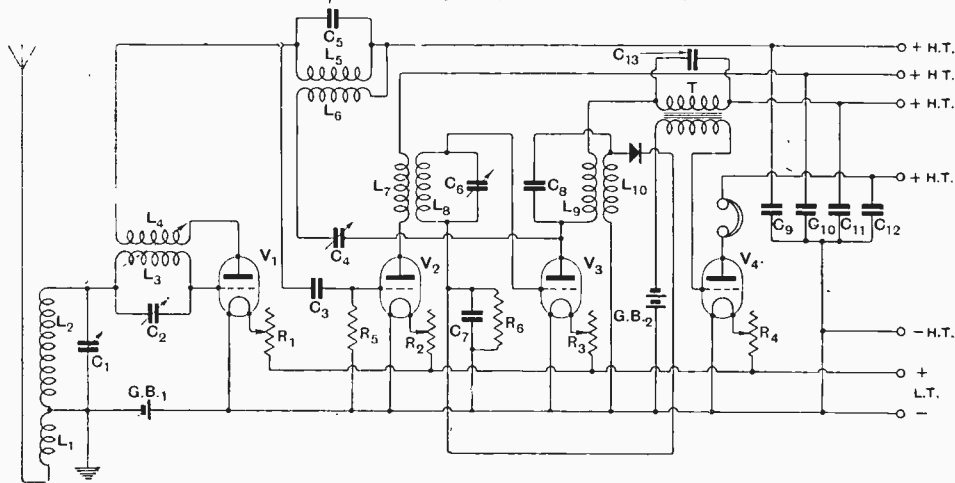 C5
L5
L6
+ H.T.
C13
T
+ H.T.
+ H.T.
L4
L3
C2
V1
R1
L2
C1
L1
G.B.1
C3
C4
L7
L8
C6
V2
R5
R2
C7
R6
C8
L9
L10
V3
R3
G.B.2
V4
R4
+ H.T.
C9
C10
C11
C12
− H.T.
+
L.T.
−